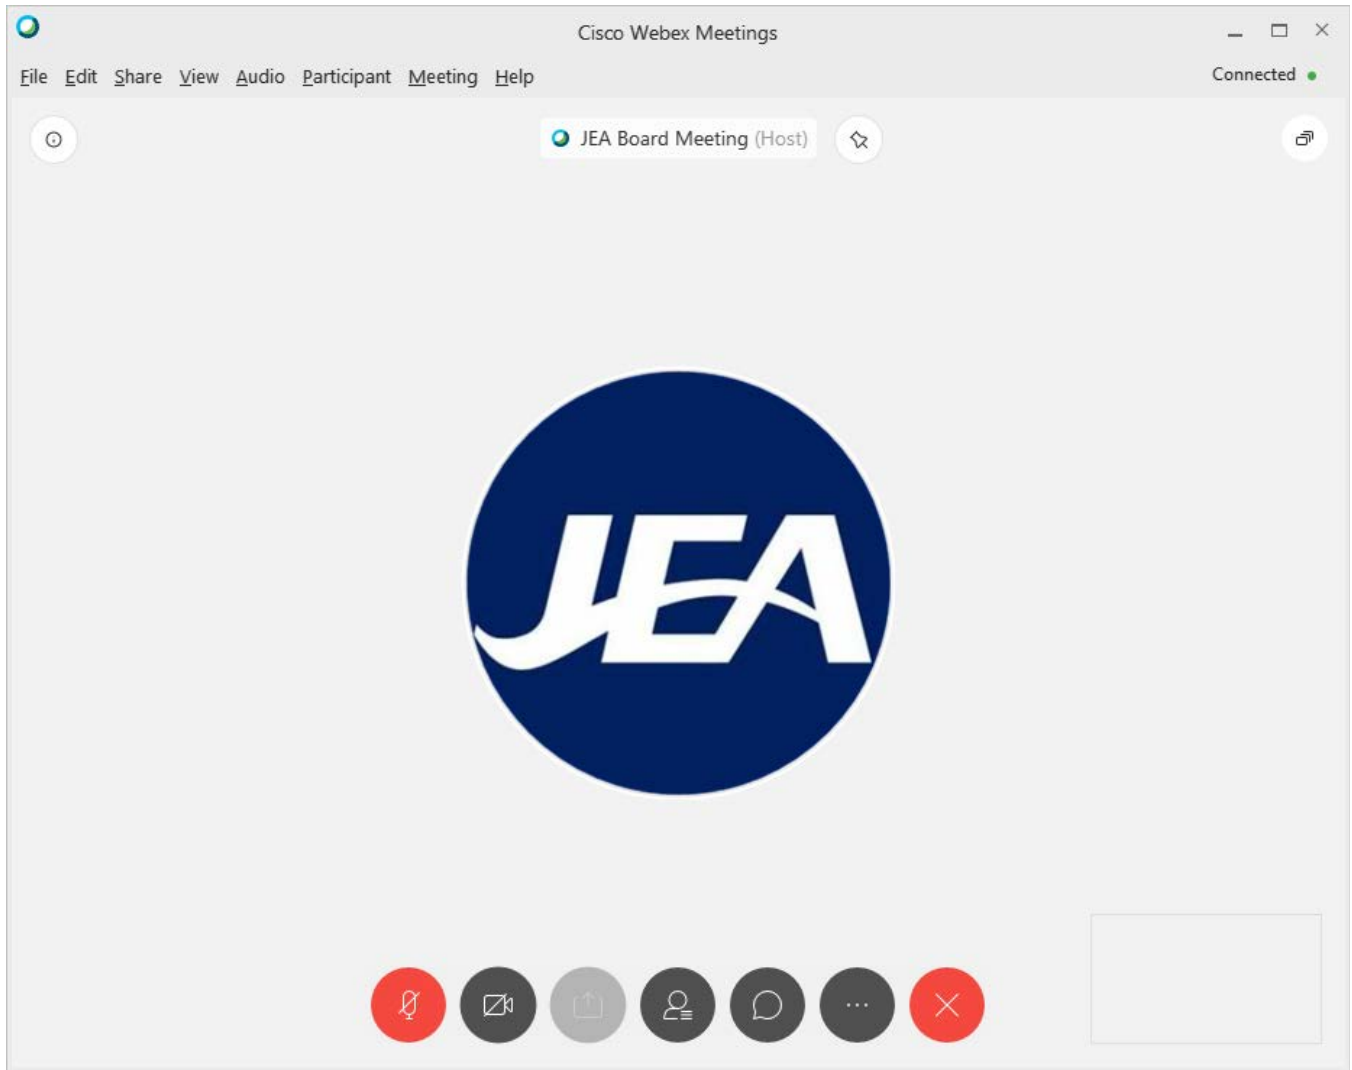 Cisco Webex Meetings
File Edit Share View Audio Participant Meeting Help
Connected
JEA Board Meeting (Host)
JEA